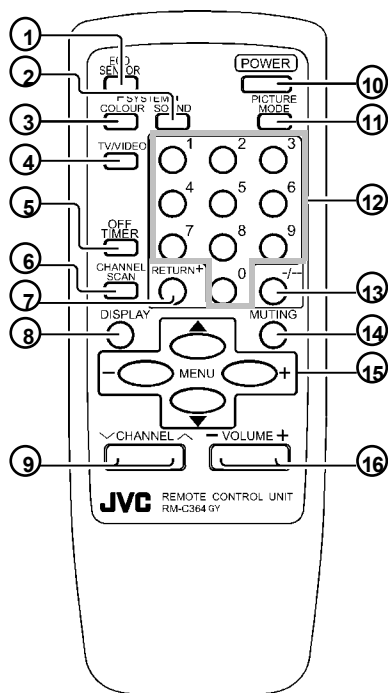 1
ECO
SENSOR
POWER
10
2
SYSTEM
COLOUR SOUND
PICTURE
MODE
3
11
TV/VIDEO
4
1 2 3
4 5 6
12
OFF
TIMER
5
7 8 9
CHANNEL
SCAN
6
RETURN+ 0 -/--
7
13
DISPLAY
MUTING
8
14
− MENU +
15
CHANNEL − VOLUME +
9
16
JVC REMOTE CONTROL UNIT
RM-C364 GY